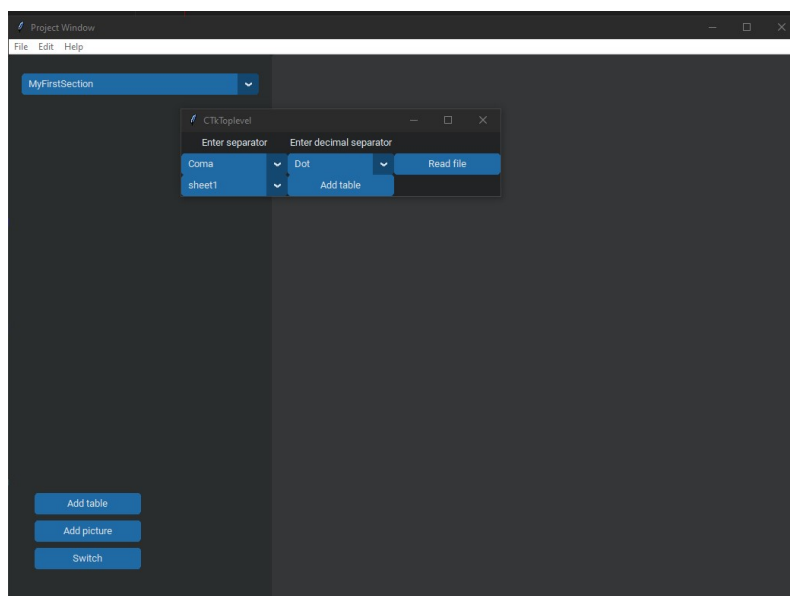 Project Window
File Edit Help
MyFirstSection
CTkToplevel
Enter separator Enter decimal separator
Coma Dot Read file
sheet1 Add table
Add table
Add picture
Switch